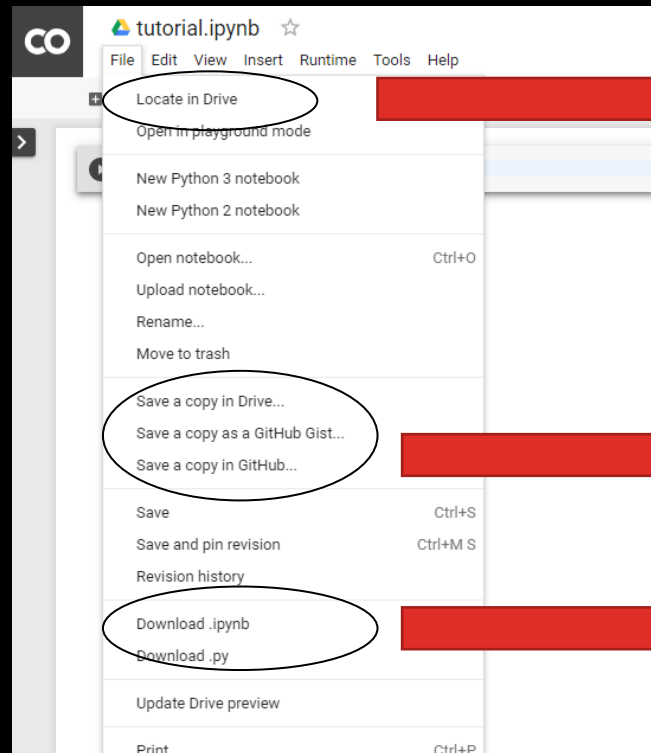 CO
tutorial.ipynb
File Edit View Insert Runtime Tools Help
Locate in Drive
Open in playground mode
New Python 3 notebook
New Python 2 notebook
Open notebook... Ctrl+O
Upload notebook...
Rename...
Move to trash
Save a copy in Drive...
Save a copy as a GitHub Gist...
Save a copy in GitHub...
Save Ctrl+S
Save and pin revision Ctrl+M S
Revision history
Download .ipynb
Download .py
Update Drive preview
Print Ctrl+P